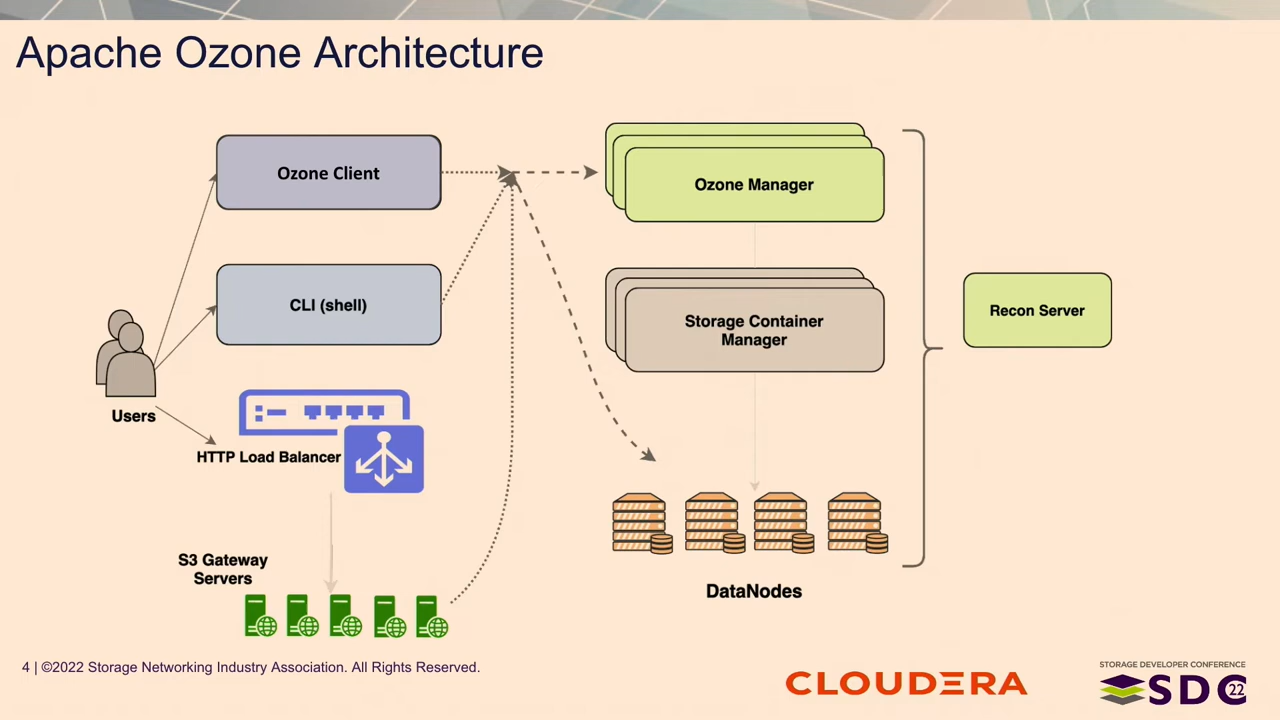 Apache Ozone Architecture
Ozone Client
Ozone Manager
CLI (shell)
Storage Container
Manager
Recon Server
Users
HTTP Load Balancer
S3 Gateway
Servers
DataNodes
4 | ©2022 Storage Networking Industry Association. All Rights Reserved.
CLOUDERA
STORAGE DEVELOPER CONFERENCE
SDC 22